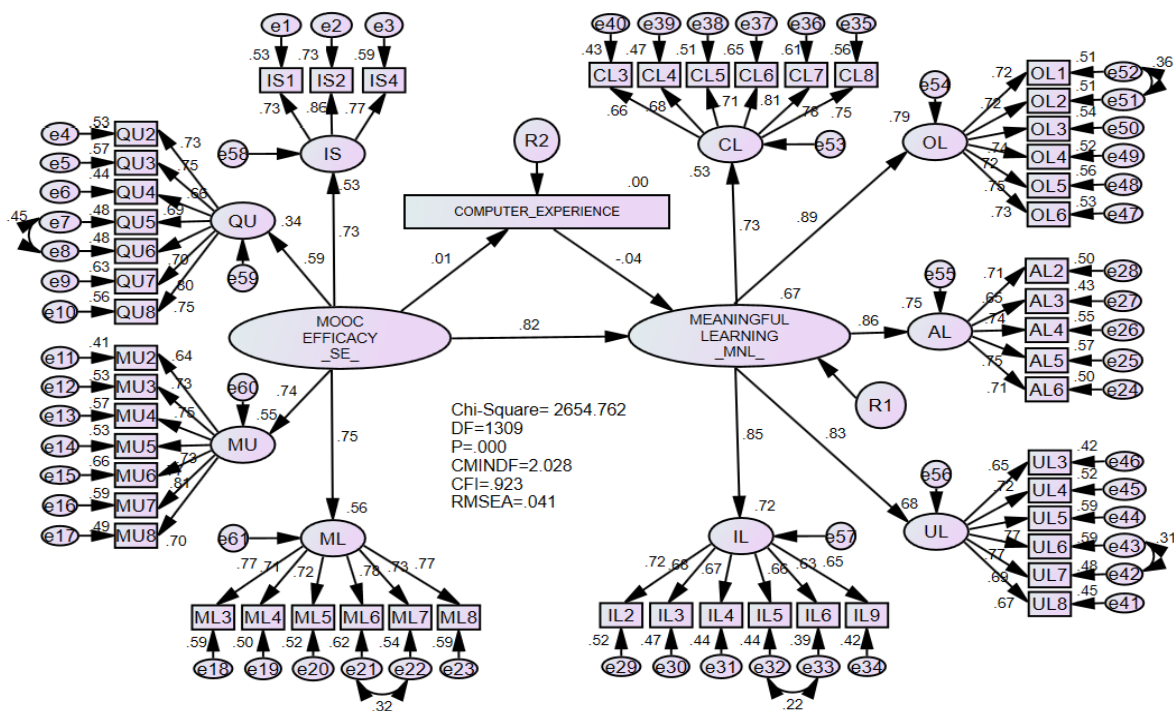 e1
e2
e3
.53
.73
.59
IS1
IS2
IS4
.73
.86
.77
e58
IS
.53
e4
.53
QU2
e5
.57
QU3
e6
.44
QU4
e7
.48
QU5
e8
.48
QU6
e9
.63
QU7
e10
.56
QU8
.45
.73
.75
.66
.69
.70
.80
.75
QU
.34
e59
.59
.73
R2
.00
COMPUTER_EXPERIENCE
.01
-.04
MOOC
EFFICACY
_SE_
.82
.67
MEANINGFUL
LEARNING
_MNL_
R1
e40
e39
e38
e37
e36
e35
.43
.47
.51
.65
.61
.56
CL3
CL4
CL5
CL6
CL7
CL8
.66
.68
.71
.81
.78
.75
CL
e53
.53
.73
e54
.79
OL
.89
.72
.72
.74
.72
.75
.73
OL1
.51
e52
OL2
.51
e51
OL3
.54
e50
OL4
.52
e49
OL5
.56
e48
OL6
.53
e47
.36
e55
.75
AL
.86
.71
.65
.74
.75
.71
AL2
.50
e28
AL3
.43
e27
AL4
.55
e26
AL5
.57
e25
AL6
.50
e24
e11
.41
MU2
e12
.53
MU3
e13
.57
MU4
e14
.53
MU5
e15
.66
MU6
e16
.59
MU7
e17
.49
MU8
.64
.73
.75
.73
.81
.70
e60
.55
MU
.74
.75
Chi-Square= 2654.762
DF=1309
P=.000
CMINDF=2.028
CFI=.923
RMSEA=.041
.56
e61
ML
.77
.71
.72
.78
.73
.77
ML3
ML4
ML5
ML6
ML7
ML8
.59
.50
.52
.62
.54
.59
e18
e19
e20
e21
e22
e23
.32
.85
.72
IL
e57
.72
.68
.67
.66
.63
.65
IL2
IL3
IL4
IL5
IL6
IL9
.52
.47
.44
.44
.39
.42
e29
e30
e31
e32
e33
e34
.22
.83
e56
.68
UL
.65
.72
.77
.77
.69
.67
UL3
.42
e46
UL4
.52
e45
UL5
.59
e44
UL6
.59
e43
UL7
.48
e42
UL8
.45
e41
.31